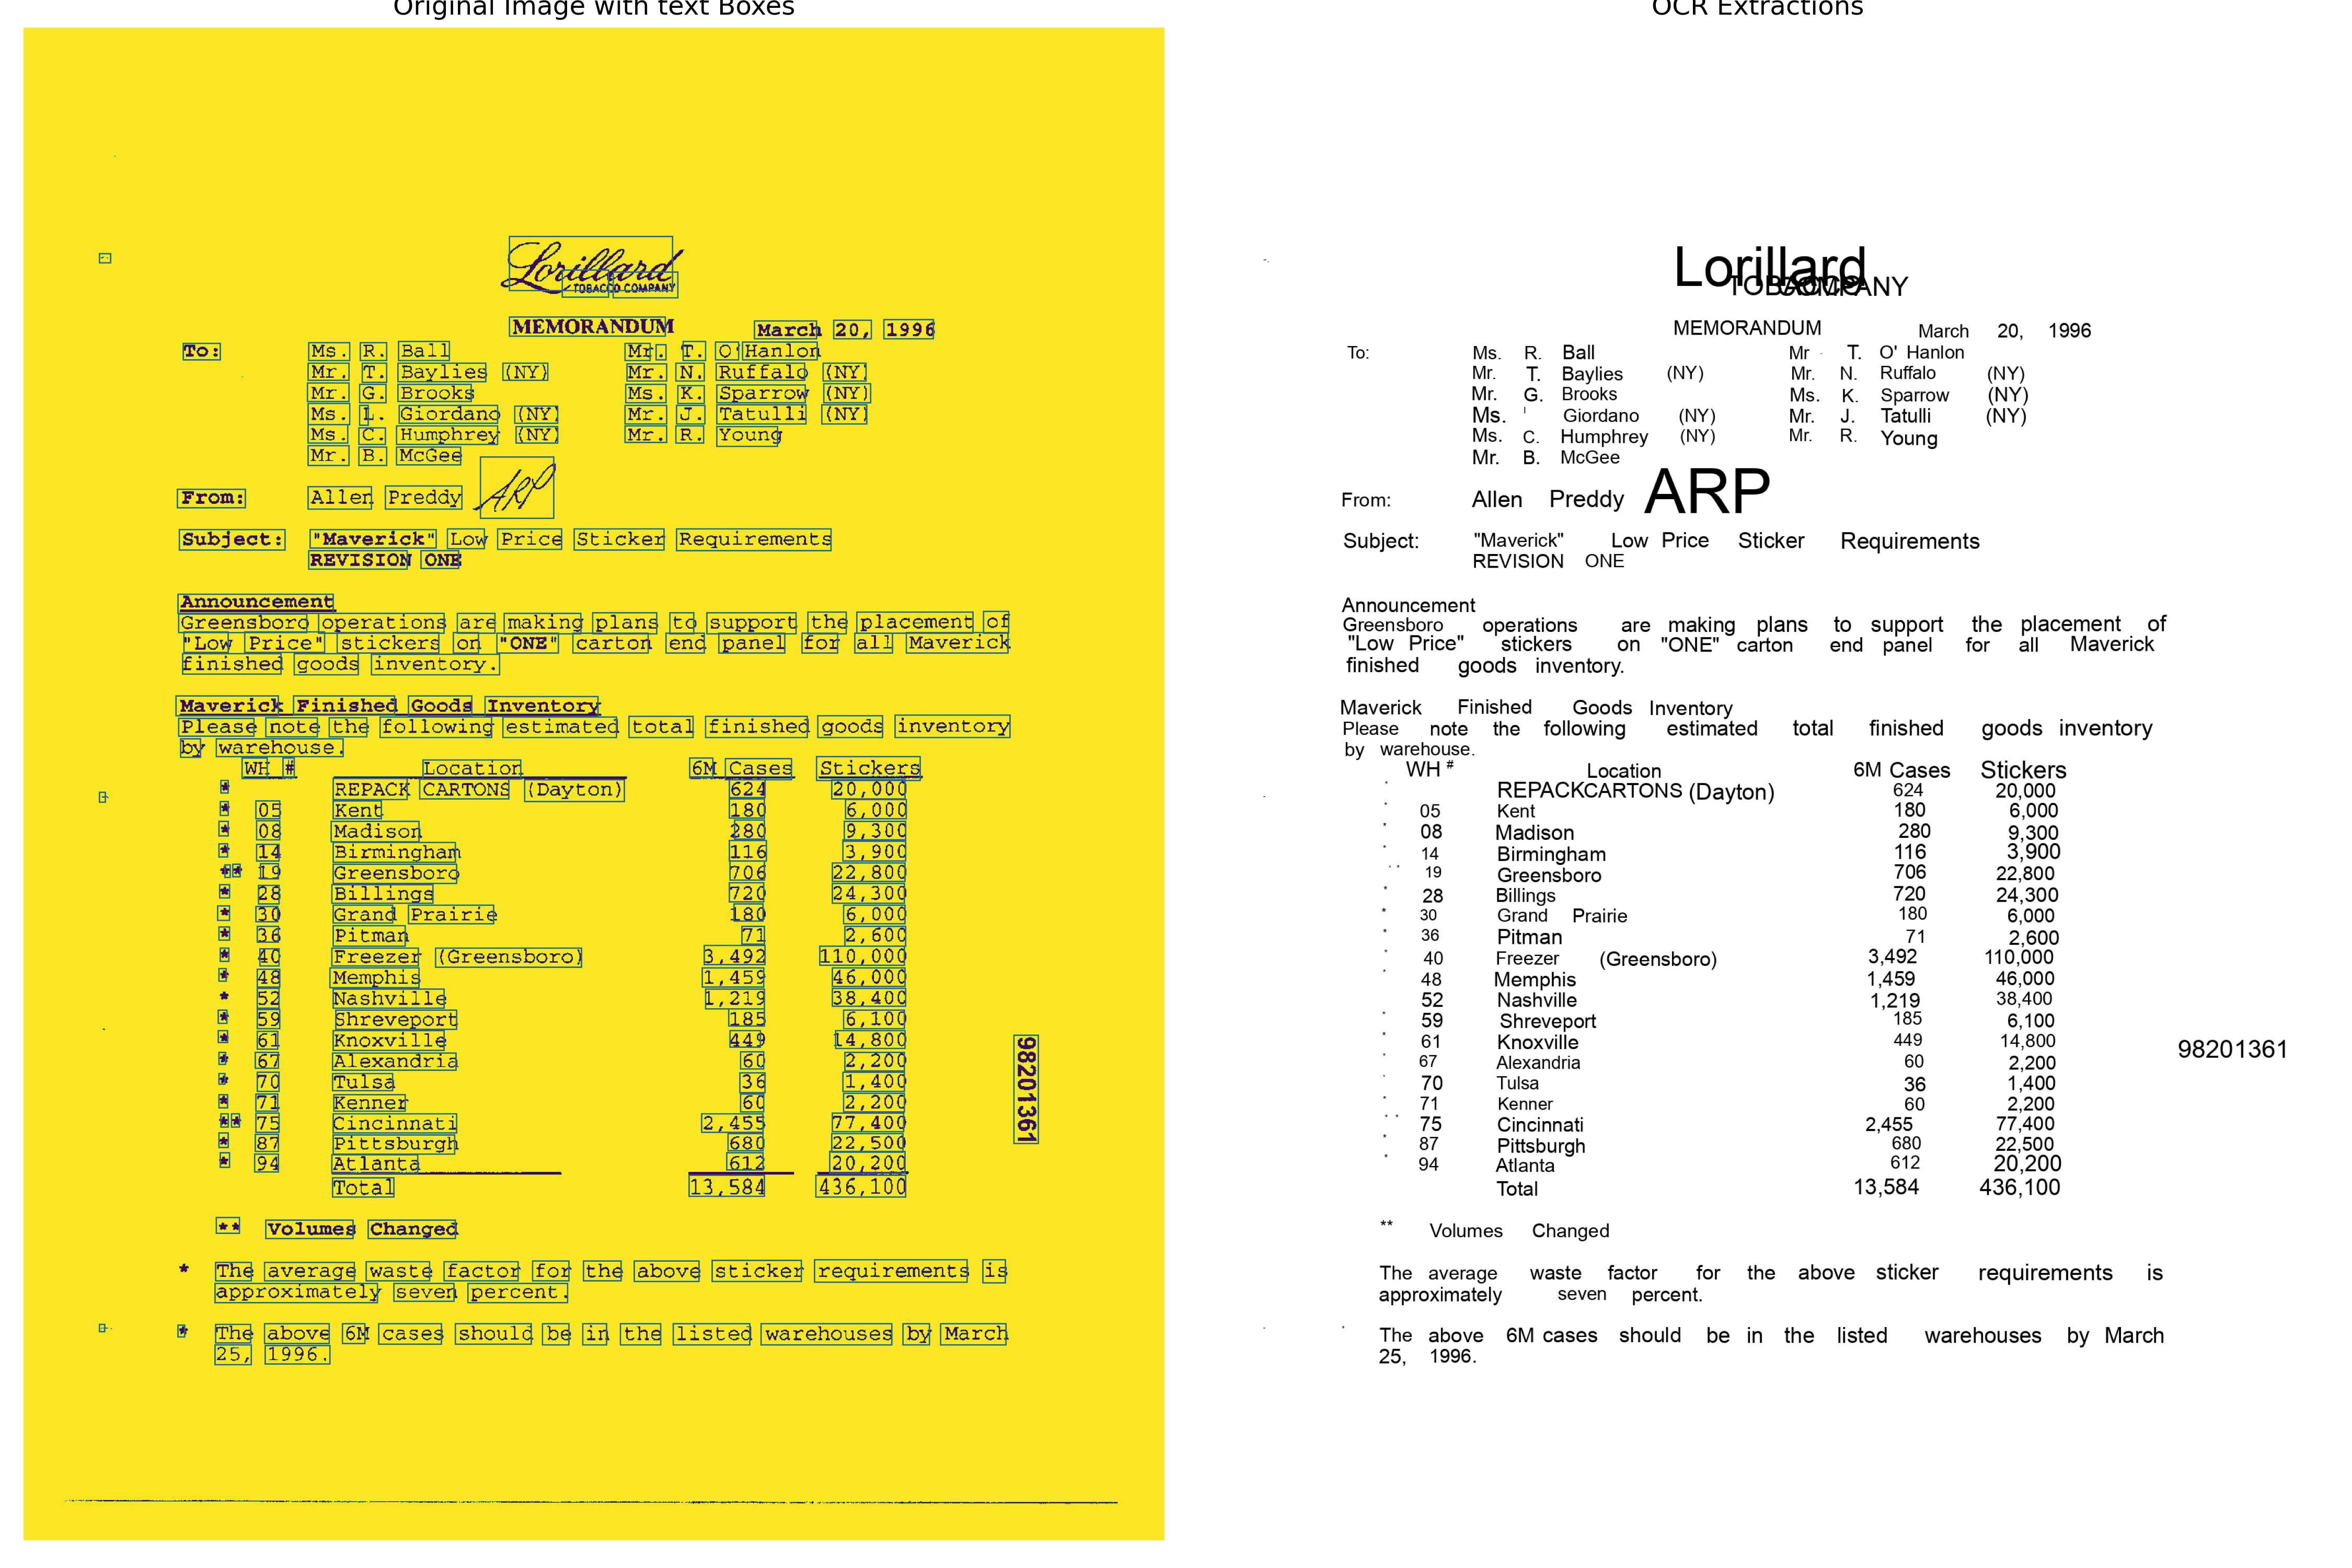 Original Image with text Boxes
Lorillard
TOBACCO COMPANY
MEMORANDUM March 20, 1996
To: Ms. R. Ball Mr. T. O'Hanlon
Mr. T. Baylies (NY) Mr. N. Ruffalo (NY)
Mr. G. Brooks Ms. K. Sparrow (NY)
Ms. L. Giordano (NY) Mr. J. Tatulli (NY)
Ms. C. Humphrey (NY) Mr. R. Young
Mr. B. McGee
From: Allen Preddy ARP
Subject: "Maverick" Low Price Sticker Requirements
REVISION ONE
Announcement
Greensboro operations are making plans to support the placement of
"Low Price" stickers on "ONE" carton end panel for all Maverick
finished goods inventory.
Maverick Finished Goods Inventory
Please note the following estimated total finished goods inventory
by warehouse.
WH # Location 6M Cases Stickers
* REPACK CARTONS (Dayton) 624 20,000
* 05 Kent 180 6,000
* 08 Madison 280 9,300
* 14 Birmingham 116 3,900
** 19 Greensboro 706 22,800
* 28 Billings 720 24,300
* 30 Grand Prairie 180 6,000
* 36 Pitman 71 2,600
* 40 Freezer (Greensboro) 3,492 110,000
* 48 Memphis 1,459 46,000
* 52 Nashville 1,219 38,400
* 59 Shreveport 185 6,100
* 61 Knoxville 449 14,800
* 67 Alexandria 60 2,200
* 70 Tulsa 36 1,400
* 71 Kenner 60 2,200
** 75 Cincinnati 2,455 77,400
* 87 Pittsburgh 680 22,500
* 94 Atlanta 612 20,200
Total 13,584 436,100
** Volumes Changed
* The average waste factor for the above sticker requirements is
approximately seven percent.
* The above 6M cases should be in the listed warehouses by March
25, 1996.
98201361
OCR Extractions
Lorillard
TOBACCO COMPANY
MEMORANDUM March 20, 1996
To: Ms. R. Ball Mr T. O' Hanlon
Mr. T. Baylies (NY) Mr. N. Ruffalo (NY)
Mr. G. Brooks Ms. K. Sparrow (NY)
Ms. ' Giordano (NY) Mr. J. Tatulli (NY)
Ms. C. Humphrey (NY) Mr. R. Young
Mr. B. McGee
From: Allen Preddy ARP
Subject: "Maverick" Low Price Sticker Requirements
REVISION ONE
Announcement
Greensboro operations are making plans to support the placement of
"Low Price" stickers on "ONE" carton end panel for all Maverick
finished goods inventory.
Maverick Finished Goods Inventory
Please note the following estimated total finished goods inventory
by warehouse.
WH # Location 6M Cases Stickers
REPACKCARTONS (Dayton) 624 20,000
05 Kent 180 6,000
08 Madison 280 9,300
14 Birmingham 116 3,900
19 Greensboro 706 22,800
28 Billings 720 24,300
30 Grand Prairie 180 6,000
36 Pitman 71 2,600
40 Freezer (Greensboro) 3,492 110,000
48 Memphis 1,459 46,000
52 Nashville 1,219 38,400
59 Shreveport 185 6,100
61 Knoxville 449 14,800
67 Alexandria 60 2,200
70 Tulsa 36 1,400
71 Kenner 60 2,200
75 Cincinnati 2,455 77,400
87 Pittsburgh 680 22,500
94 Atlanta 612 20,200
Total 13,584 436,100
** Volumes Changed
The average waste factor for the above sticker requirements is
approximately seven percent.
The above 6M cases should be in the listed warehouses by March
25, 1996.
98201361